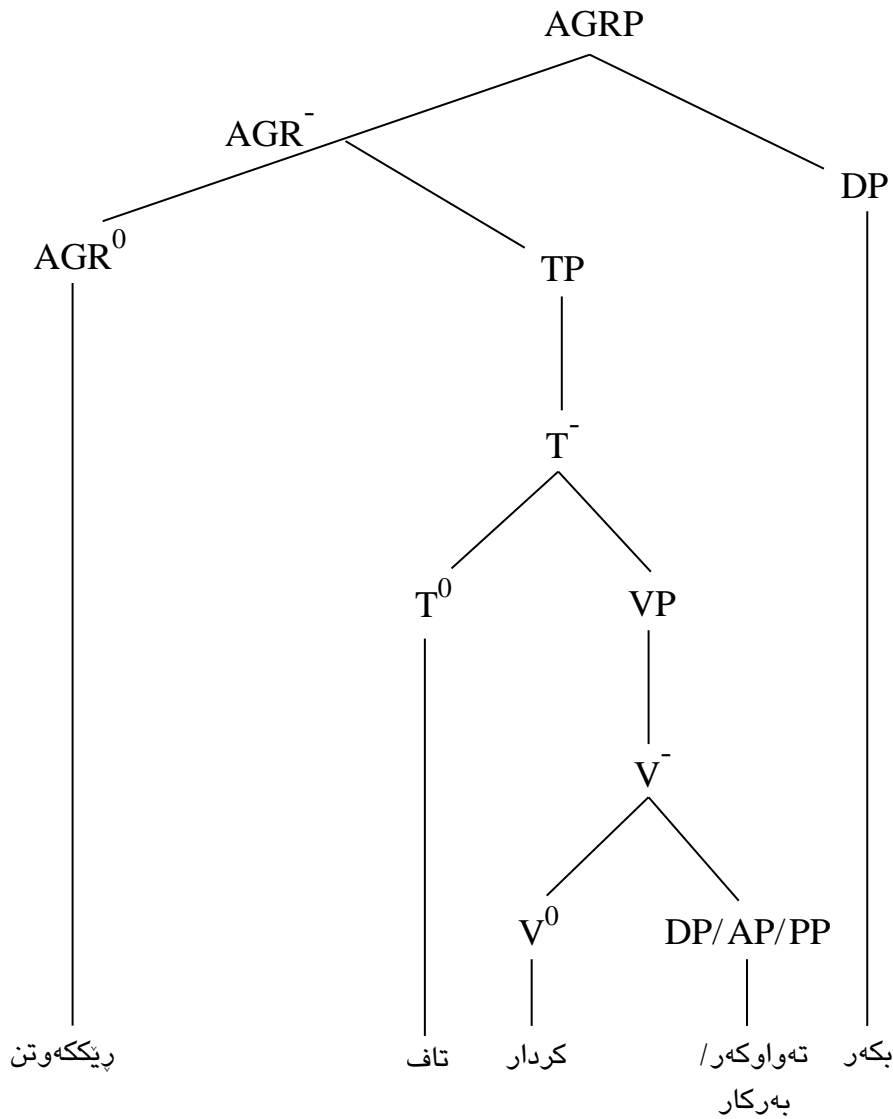 AGRP
AGR⁻
DP
AGR⁰
TP
T⁻
T⁰
VP
V⁻
V⁰
DP/AP/PP
بکەر
تەواوکەر/
بەرکار
کردار
تاف
ڕێککەوتن